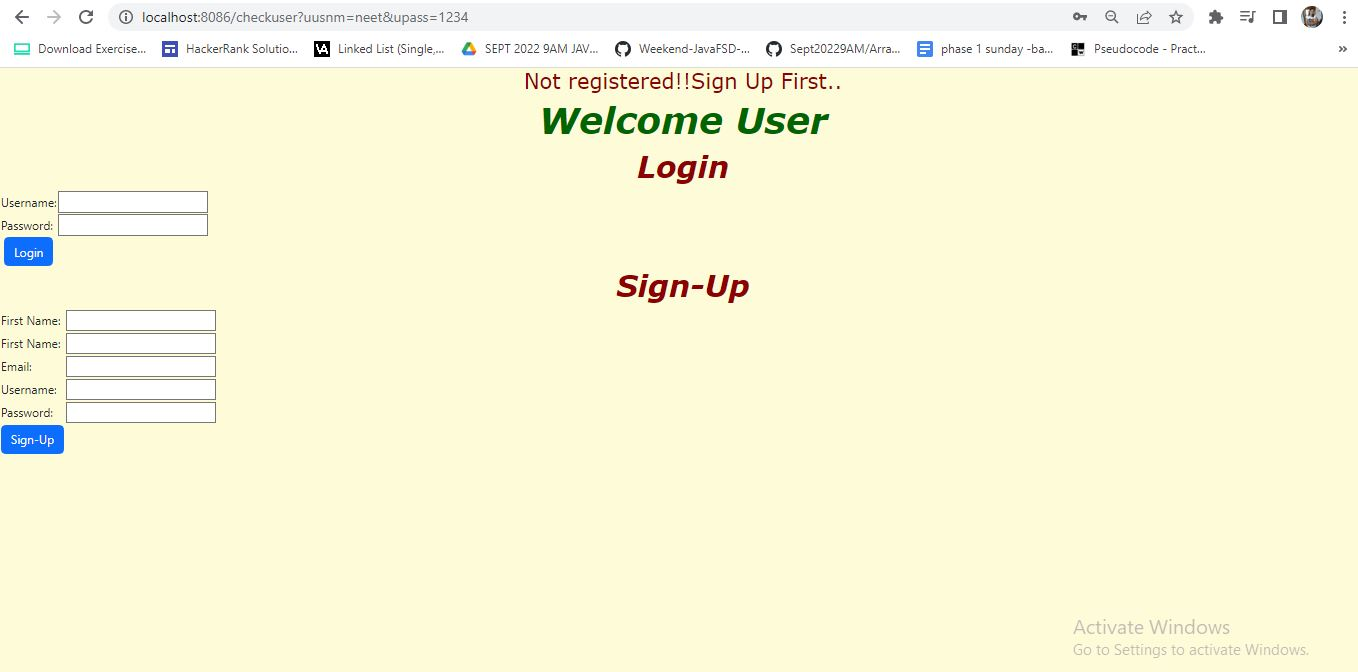 localhost:8086/checkuser?uusnm=neet&upass=1234
Download Exercise... HackerRank Solutio... Linked List (Single,... SEPT 2022 9AM JAV... Weekend-JavaFSD-... Sept20229AM/Arra... phase 1 sunday -ba... Pseudocode - Pract... »
Not registered!!Sign Up First..
Welcome User
Login
Username:
Password:
Login
Sign-Up
First Name:
First Name:
Email:
Username:
Password:
Sign-Up
Activate Windows
Go to Settings to activate Windows.